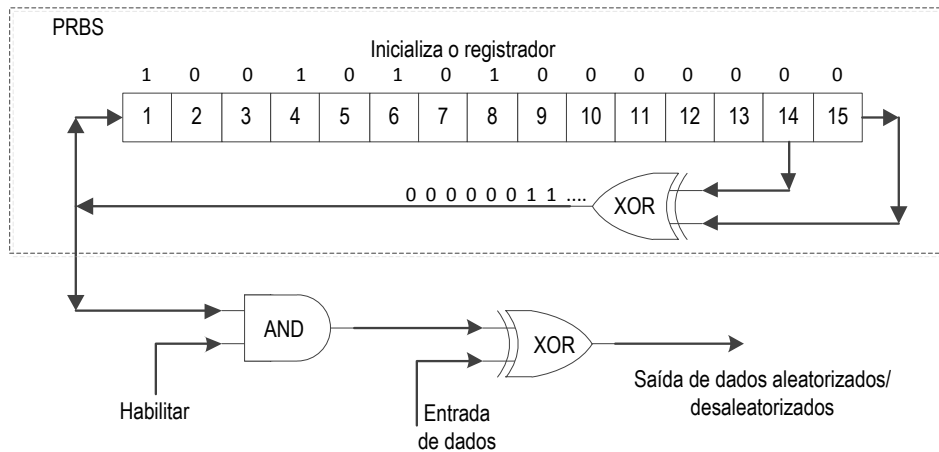 PRBS
Inicializa o registrador
1 0 0 1 0 1 0 1 0 0 0 0 0 0 0
1 2 3 4 5 6 7 8 9 10 11 12 13 14 15
0 0 0 0 0 0 1 1 ....
XOR
AND
XOR
Habilitar
Entrada
de dados
Saída de dados aleatorizados/
desaleatorizados